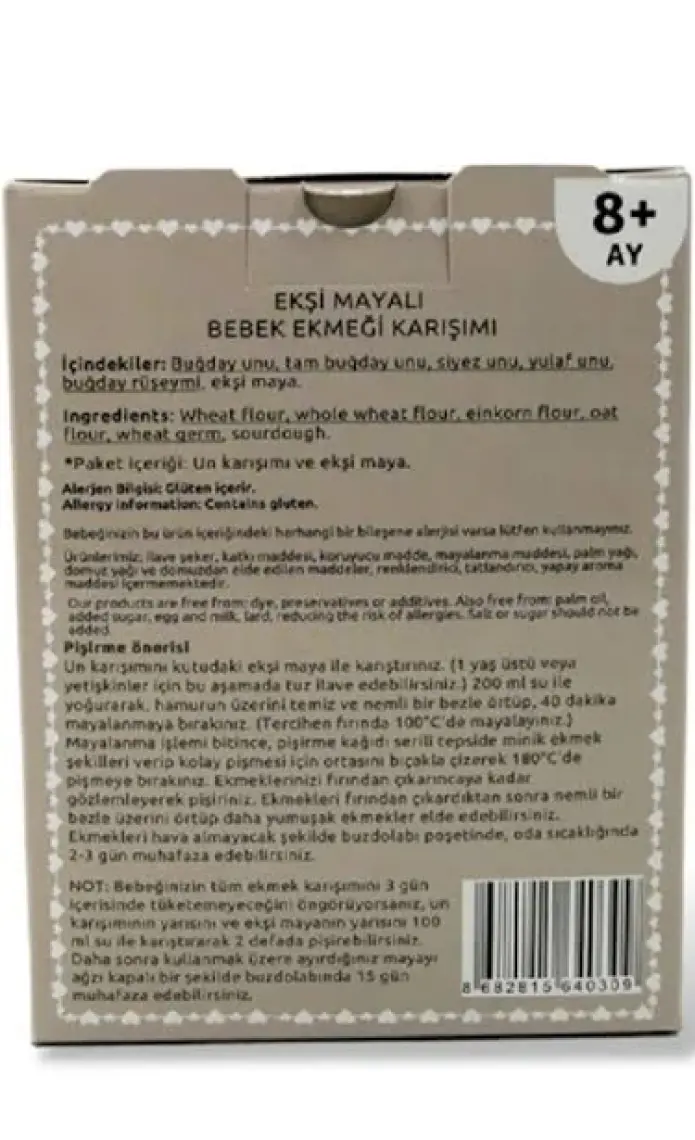 8+
AY
EKŞİ MAYALI
BEBEK EKMEĞİ KARIŞIMI
İçindekiler: Buğday unu, tam buğday unu, siyez unu, yulaf unu,
buğday rüşeymi, ekşi maya.
Ingredients: Wheat flour, whole wheat flour, einkorn flour, oat
flour, wheat germ, sourdough.
*Paket içeriği: Un karışımı ve ekşi maya.
Alerjen Bilgisi: Glüten içerir.
Allergy Information: Contains gluten.
Bebeğinizin bu ürün içeriğindeki herhangi bir bileşene alerjisi varsa lütfen kullanmayınız.
Ürünlerimiz; ilave şeker, katkı maddesi, koruyucu madde, mayalanma maddesi, palm yağı,
domuz yağı ve domuzdan elde edilen maddeler, renklendirici, tatlandırıcı, yapay aroma
maddesi içermemektedir.
Our products are free from: dye, preservatives or additives. Also free from: palm oil,
added sugar, egg and milk, lard, reducing the risk of allergies. Salt or sugar should not be
added.
Pişirme önerisi
Un karışımını kutudaki ekşi maya ile karıştırınız. (1 yaş üstü veya
yetişkinler için bu aşamada tuz ilave edebilirsiniz.) 200 ml su ile
yoğurarak, hamurun üzerini temiz ve nemli bir bezle örtüp, 40 dakika
mayalanmaya bırakınız. (Tercihen fırında 100°C'de mayalayınız.)
Mayalanma işlemi bitince, pişirme kağıdı serili tepside minik ekmek
şekilleri verip kolay pişmesi için ortasını bıçakla çizerek 180°C'de
pişmeye bırakınız. Ekmeklerinizi fırından çıkarıncaya kadar
gözlemleyerek pişiriniz. Ekmekleri fırından çıkardıktan sonra nemli bir
bezle üzerini örtüp daha yumuşak ekmekler elde edebilirsiniz.
Ekmekleri hava almayacak şekilde buzdolabı poşetinde, oda sıcaklığında
2-3 gün muhafaza edebilirsiniz.
NOT: Bebeğinizin tüm ekmek karışımını 3 gün
içerisinde tüketemeyeceğini öngörüyorsanız, un
karışımının yarısını ve ekşi mayanın yarısını 100
ml su ile karıştırarak 2 defada pişirebilirsiniz.
Daha sonra kullanmak üzere ayırdığınız mayayı
ağzı kapalı bir şekilde buzdolabında 15 gün
muhafaza edebilirsiniz.
8 682815 640309